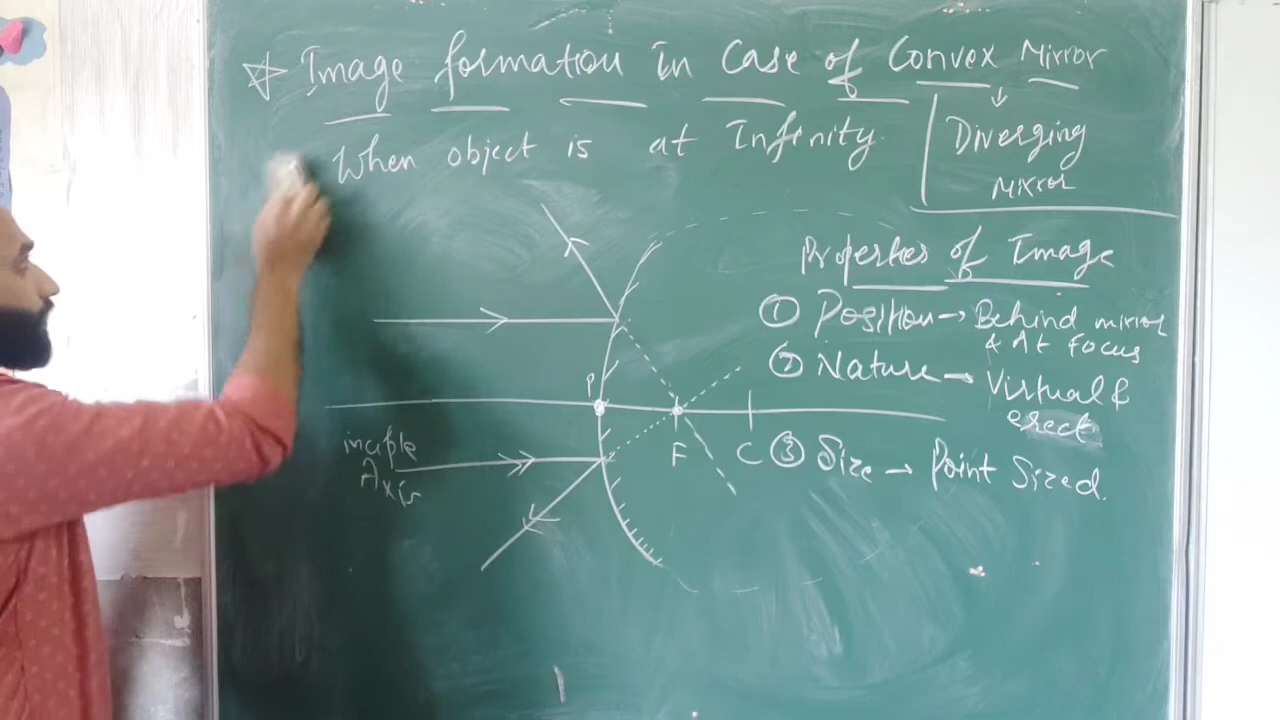 Image formation in Case of Convex Mirror
When object is at Infinity
Diverging
Mirror
Properties of Image
① Position → Behind mirror
& At focus
② Nature → Virtual &
erect
③ Size → Point Sized.
P
F
C
inciple
Axis